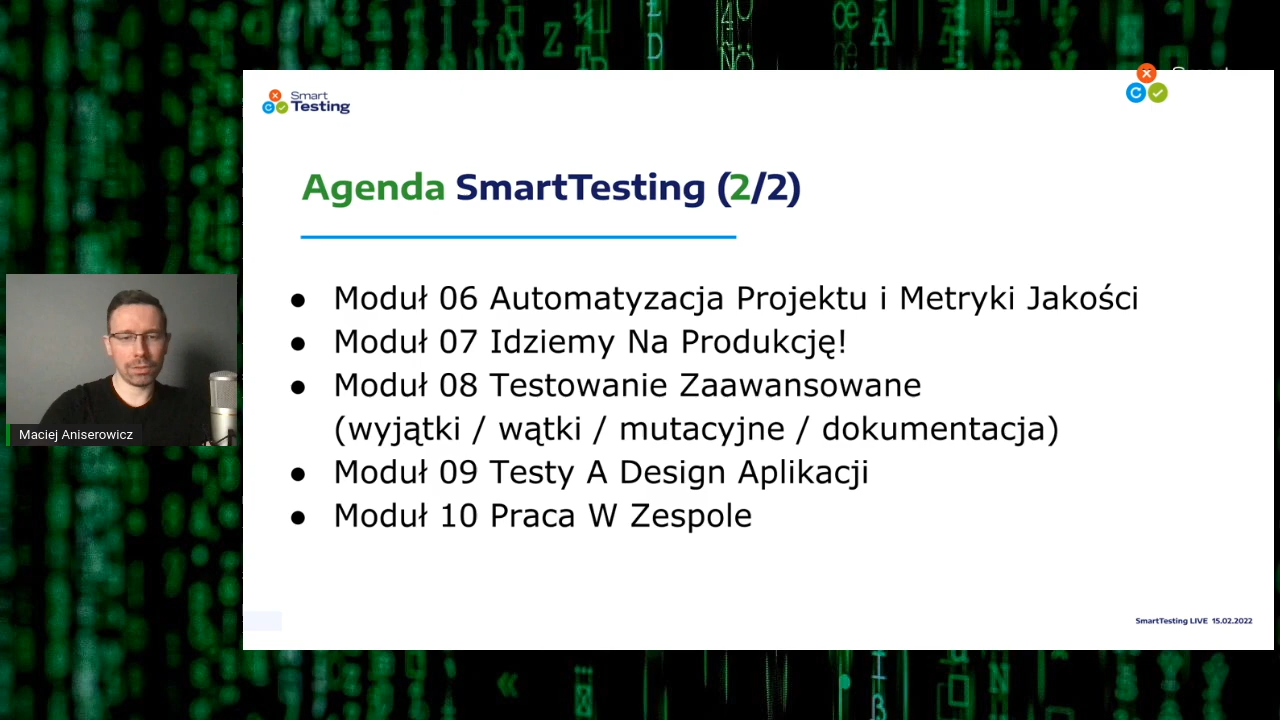 Smart
Testing
Agenda SmartTesting (2/2)
● Moduł 06 Automatyzacja Projektu i Metryki Jakości
● Moduł 07 Idziemy Na Produkcję!
● Moduł 08 Testowanie Zaawansowane
(wyjątki / wątki / mutacyjne / dokumentacja)
● Moduł 09 Testy A Design Aplikacji
● Moduł 10 Praca W Zespole
Maciej Aniserowicz
SmartTesting LIVE 15.02.2022